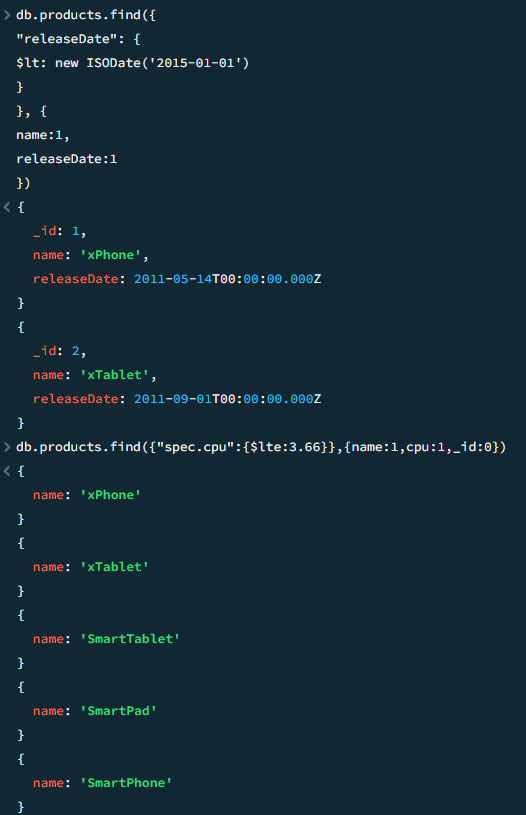 > db.products.find({
"releaseDate": {
$lt: new ISODate('2015-01-01')
}
}, {
name:1,
releaseDate:1
})
< {
_id: 1,
name: 'xPhone',
releaseDate: 2011-05-14T00:00:00.000Z
}
{
_id: 2,
name: 'xTablet',
releaseDate: 2011-09-01T00:00:00.000Z
}
> db.products.find({"spec.cpu":{$lte:3.66}},{name:1,cpu:1,_id:0})
< {
name: 'xPhone'
}
{
name: 'xTablet'
}
{
name: 'SmartTablet'
}
{
name: 'SmartPad'
}
{
name: 'SmartPhone'
}